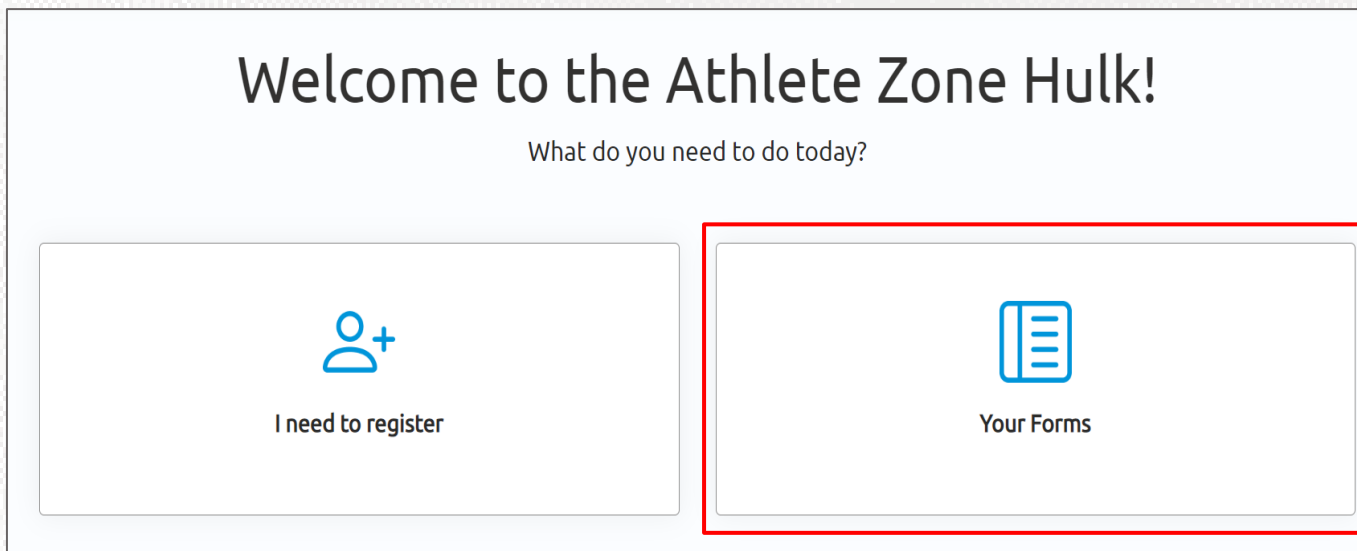 Welcome to the Athlete Zone Hulk!
What do you need to do today?
I need to register
Your Forms